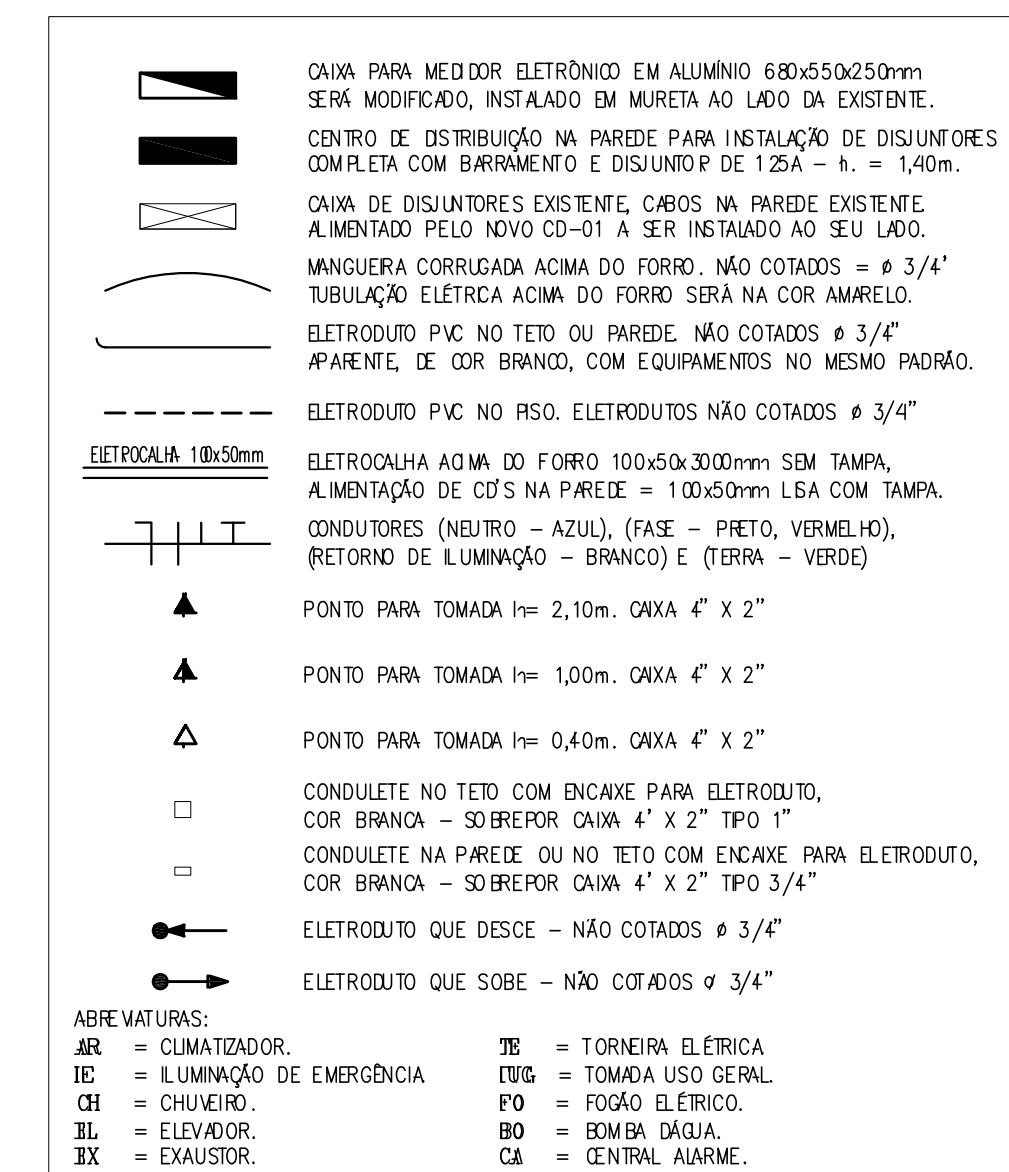 CAIXA PARA MEDIDOR ELETRÔNICO EM ALUMÍNIO 680x550x250mm
SERÁ MODIFICADO, INSTALADO EM MURETA AO LADO DA EXISTENTE.
CENTRO DE DISTRIBUIÇÃO NA PAREDE PARA INSTALAÇÃO DE DISJUNTORES
COMPLETA COM BARRAMENTO E DISJUNTOR DE 125A – h. = 1,40m.
CAIXA DE DISJUNTORES EXISTENTE, CABOS NA PAREDE EXISTENTE.
ALIMENTADO PELO NOVO CD-01 A SER INSTALADO AO SEU LADO.
MANGUEIRA CORRUGADA ACIMA DO FORRO. NÃO COTADOS = ø 3/4'
TUBULAÇÃO ELÉTRICA ACIMA DO FORRO SERÁ NA COR AMARELO.
ELETRODUTO PVC NO TETO OU PAREDE. NÃO COTADOS ø 3/4"
APARENTE, DE COR BRANCO, COM EQUIPAMENTOS NO MESMO PADRÃO.
ELETRODUTO PVC NO PISO. ELETRODUTOS NÃO COTADOS ø 3/4"
ELETROCALHA 100x50mm
ELETROCALHA ACIMA DO FORRO 100x50x3000mm SEM TAMPA,
ALIMENTAÇÃO DE CD'S NA PAREDE = 100x50mm LISA COM TAMPA.
CONDUTORES (NEUTRO – AZUL), (FASE – PRETO, VERMELHO),
(RETORNO DE ILUMINAÇÃO – BRANCO) E (TERRA – VERDE)
PONTO PARA TOMADA h= 2,10m. CAIXA 4" X 2"
PONTO PARA TOMADA h= 1,00m. CAIXA 4" X 2"
PONTO PARA TOMADA h= 0,40m. CAIXA 4" X 2"
CONDULETE NO TETO COM ENCAIXE PARA ELETRODUTO,
COR BRANCA – SOBREPOR CAIXA 4' X 2" TIPO 1"
CONDULETE NA PAREDE OU NO TETO COM ENCAIXE PARA ELETRODUTO,
COR BRANCA – SOBREPOR CAIXA 4' X 2" TIPO 3/4"
ELETRODUTO QUE DESCE – NÃO COTADOS ø 3/4"
ELETRODUTO QUE SOBE – NÃO COTADOS ø 3/4"
ABREVIATURAS:
AR = CLIMATIZADOR.
IE = ILUMINAÇÃO DE EMERGÊNCIA
CH = CHUVEIRO.
EL = ELEVADOR.
EX = EXAUSTOR.
TE = TORNEIRA ELÉTRICA
TUG = TOMADA USO GERAL.
FO = FOGÃO ELÉTRICO.
BO = BOMBA DÁGUA.
CA = CENTRAL ALARME.